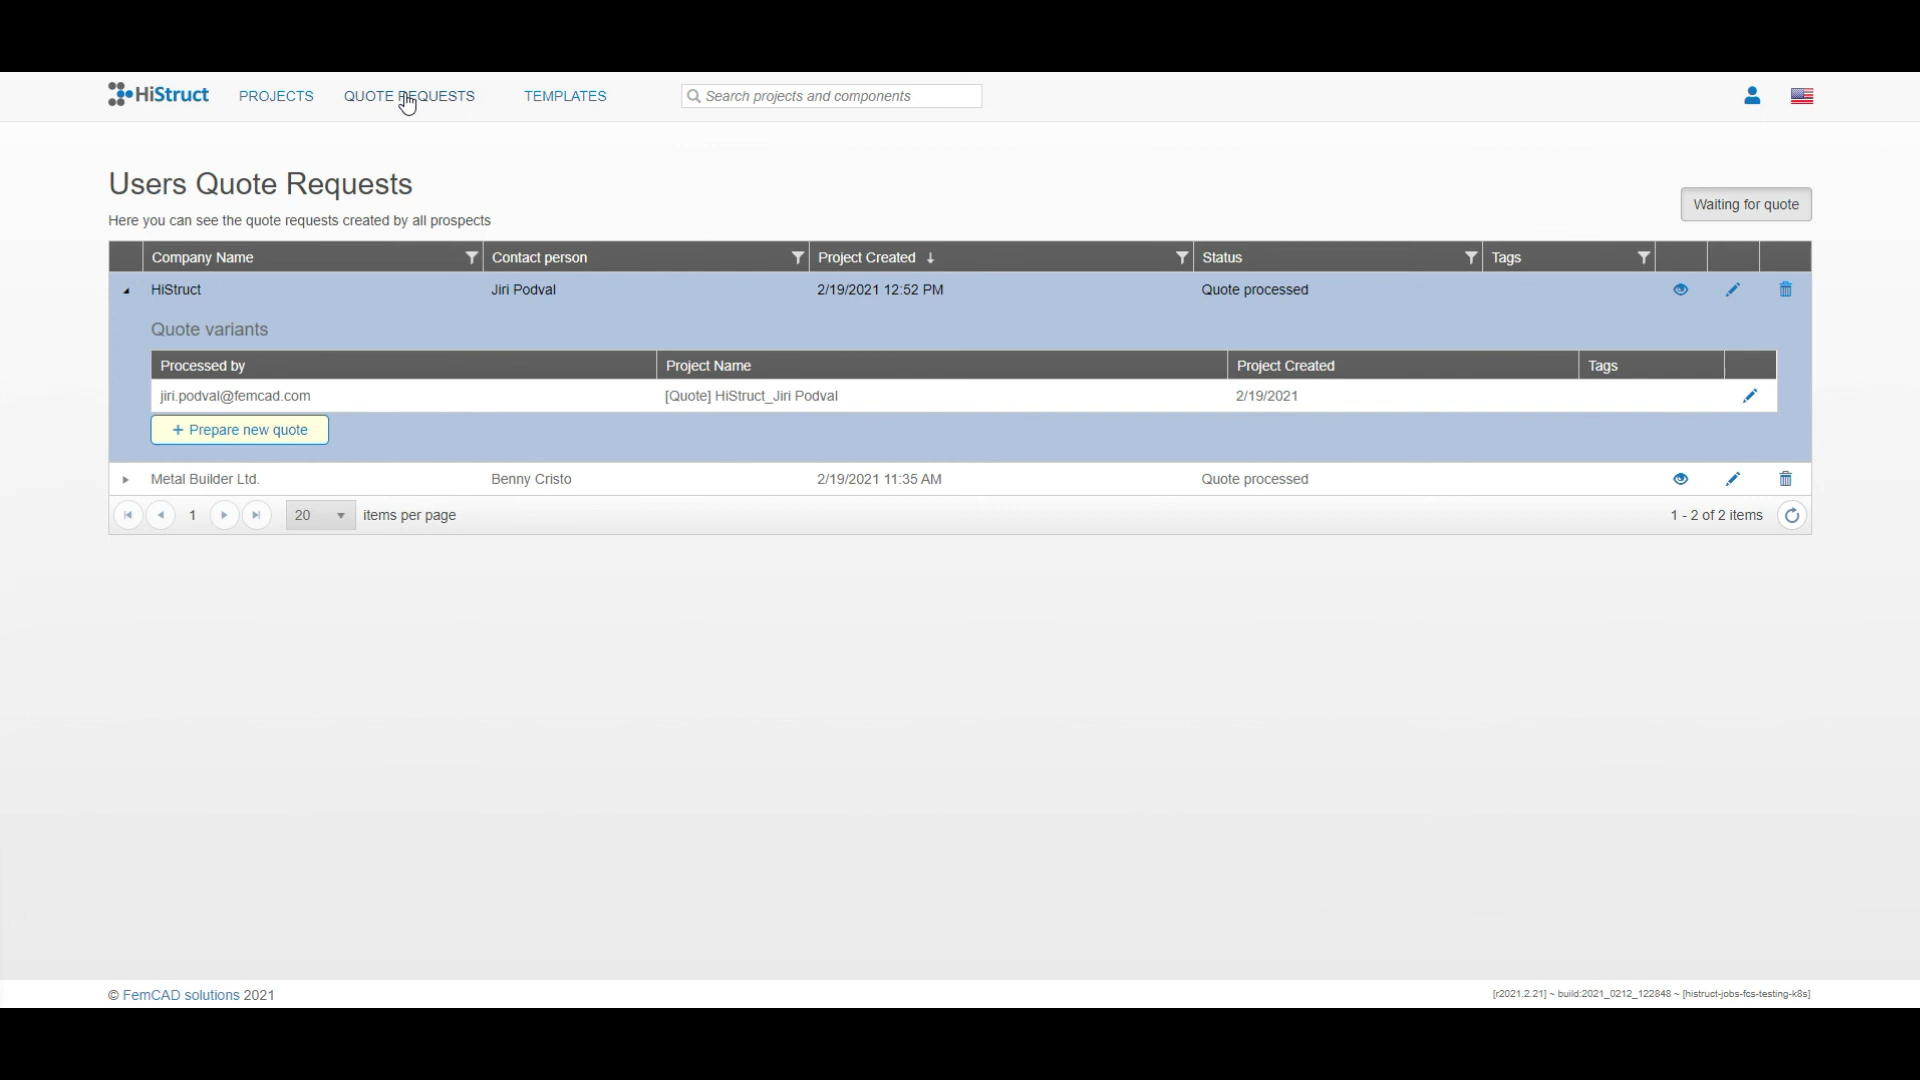 HiStruct PROJECTS QUOTE REQUESTS TEMPLATES Search projects and components
Users Quote Requests
Waiting for quote
Here you can see the quote requests created by all prospects
Company Name Contact person Project Created ↓ Status Tags
HiStruct Jiri Podval 2/19/2021 12:52 PM Quote processed
Quote variants
Processed by Project Name Project Created Tags
jiri.podval@femcad.com [Quote] HiStruct_Jiri Podval 2/19/2021
+ Prepare new quote
Metal Builder Ltd. Benny Cristo 2/19/2021 11:35 AM Quote processed
1 20 items per page 1 - 2 of 2 items
© FemCAD solutions 2021 [r2021.2.21] ~ build:2021_0212_122848 ~ [histruct-jobs-fcs-testing-k8s]